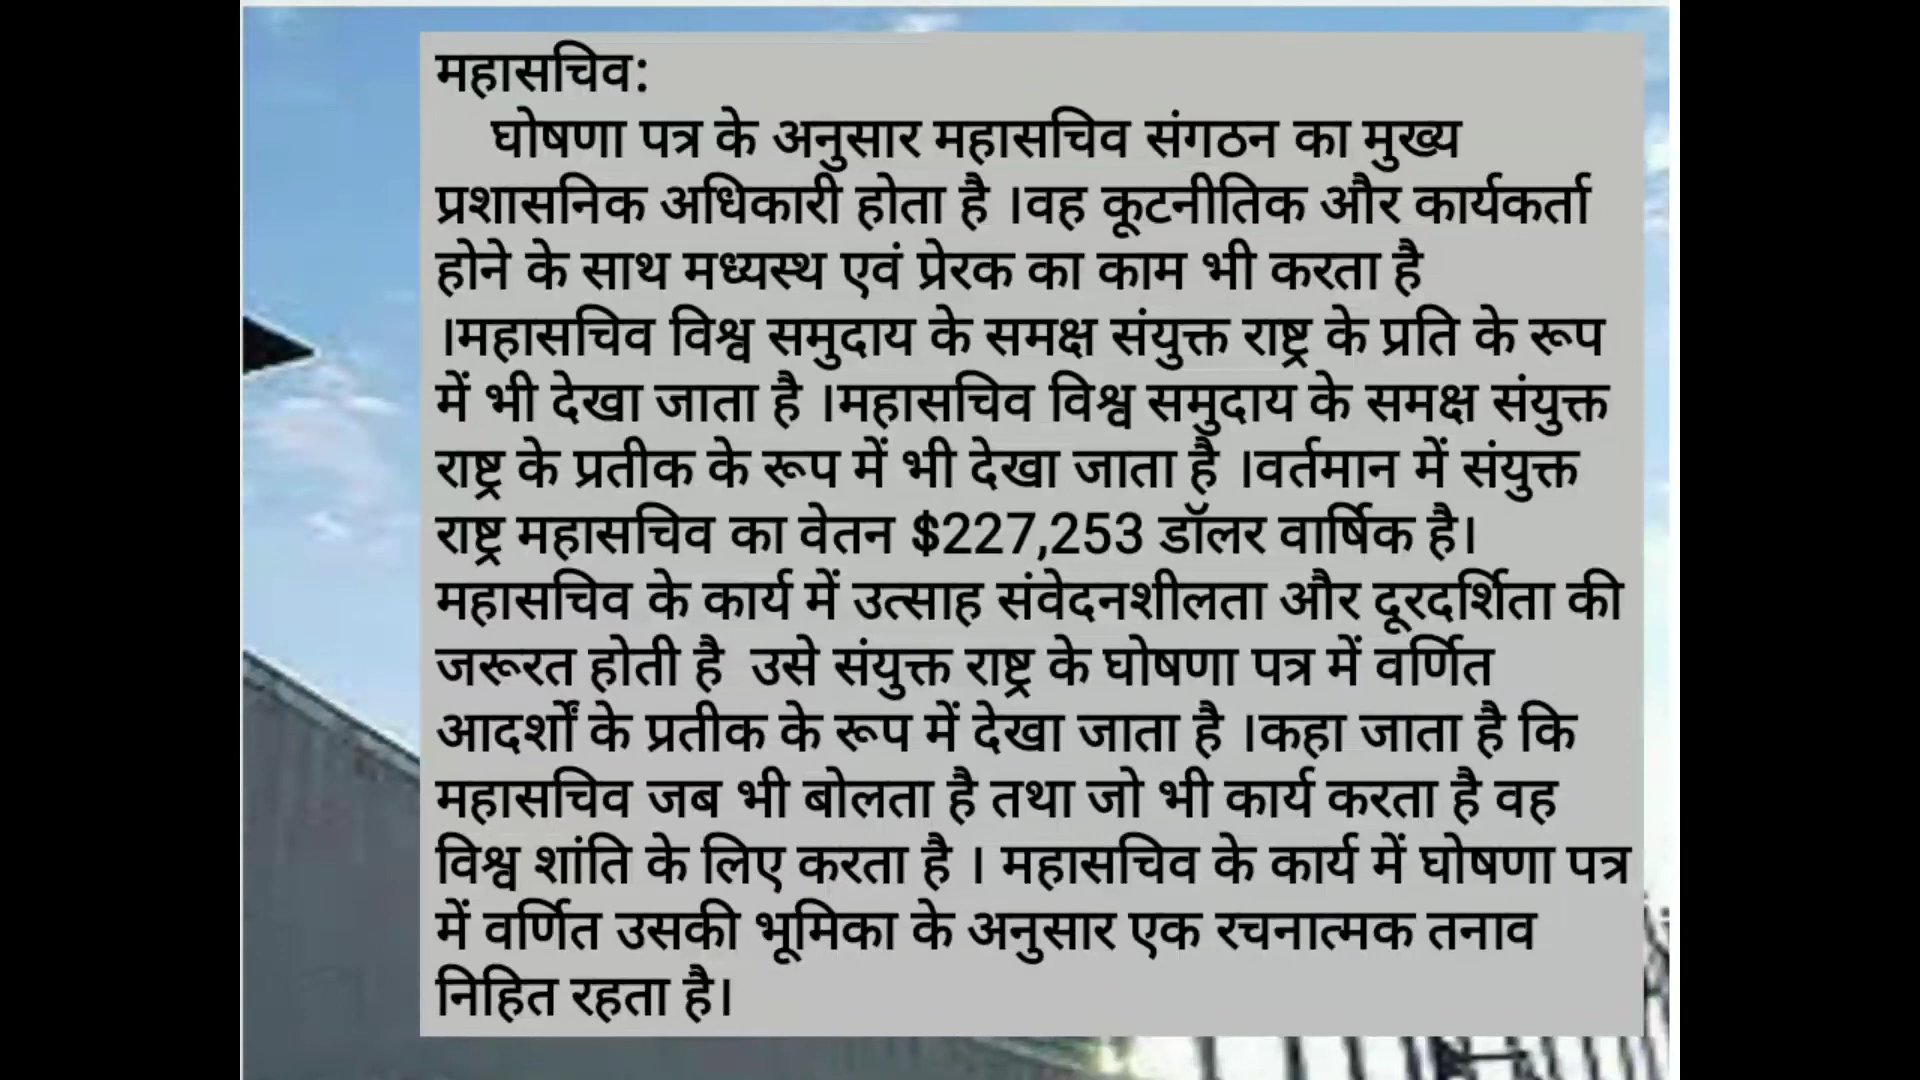 महासचिव:
घोषणा पत्र के अनुसार महासचिव संगठन का मुख्य
प्रशासनिक अधिकारी होता है ।वह कूटनीतिक और कार्यकर्ता
होने के साथ मध्यस्थ एवं प्रेरक का काम भी करता है
।महासचिव विश्व समुदाय के समक्ष संयुक्त राष्ट्र के प्रति के रूप
में भी देखा जाता है ।महासचिव विश्व समुदाय के समक्ष संयुक्त
राष्ट्र के प्रतीक के रूप में भी देखा जाता है ।वर्तमान में संयुक्त
राष्ट्र महासचिव का वेतन $227,253 डॉलर वार्षिक है।
महासचिव के कार्य में उत्साह संवेदनशीलता और दूरदर्शिता की
जरूरत होती है  उसे संयुक्त राष्ट्र के घोषणा पत्र में वर्णित
आदर्शों के प्रतीक के रूप में देखा जाता है ।कहा जाता है कि
महासचिव जब भी बोलता है तथा जो भी कार्य करता है वह
विश्व शांति के लिए करता है । महासचिव के कार्य में घोषणा पत्र
में वर्णित उसकी भूमिका के अनुसार एक रचनात्मक तनाव
निहित रहता है।